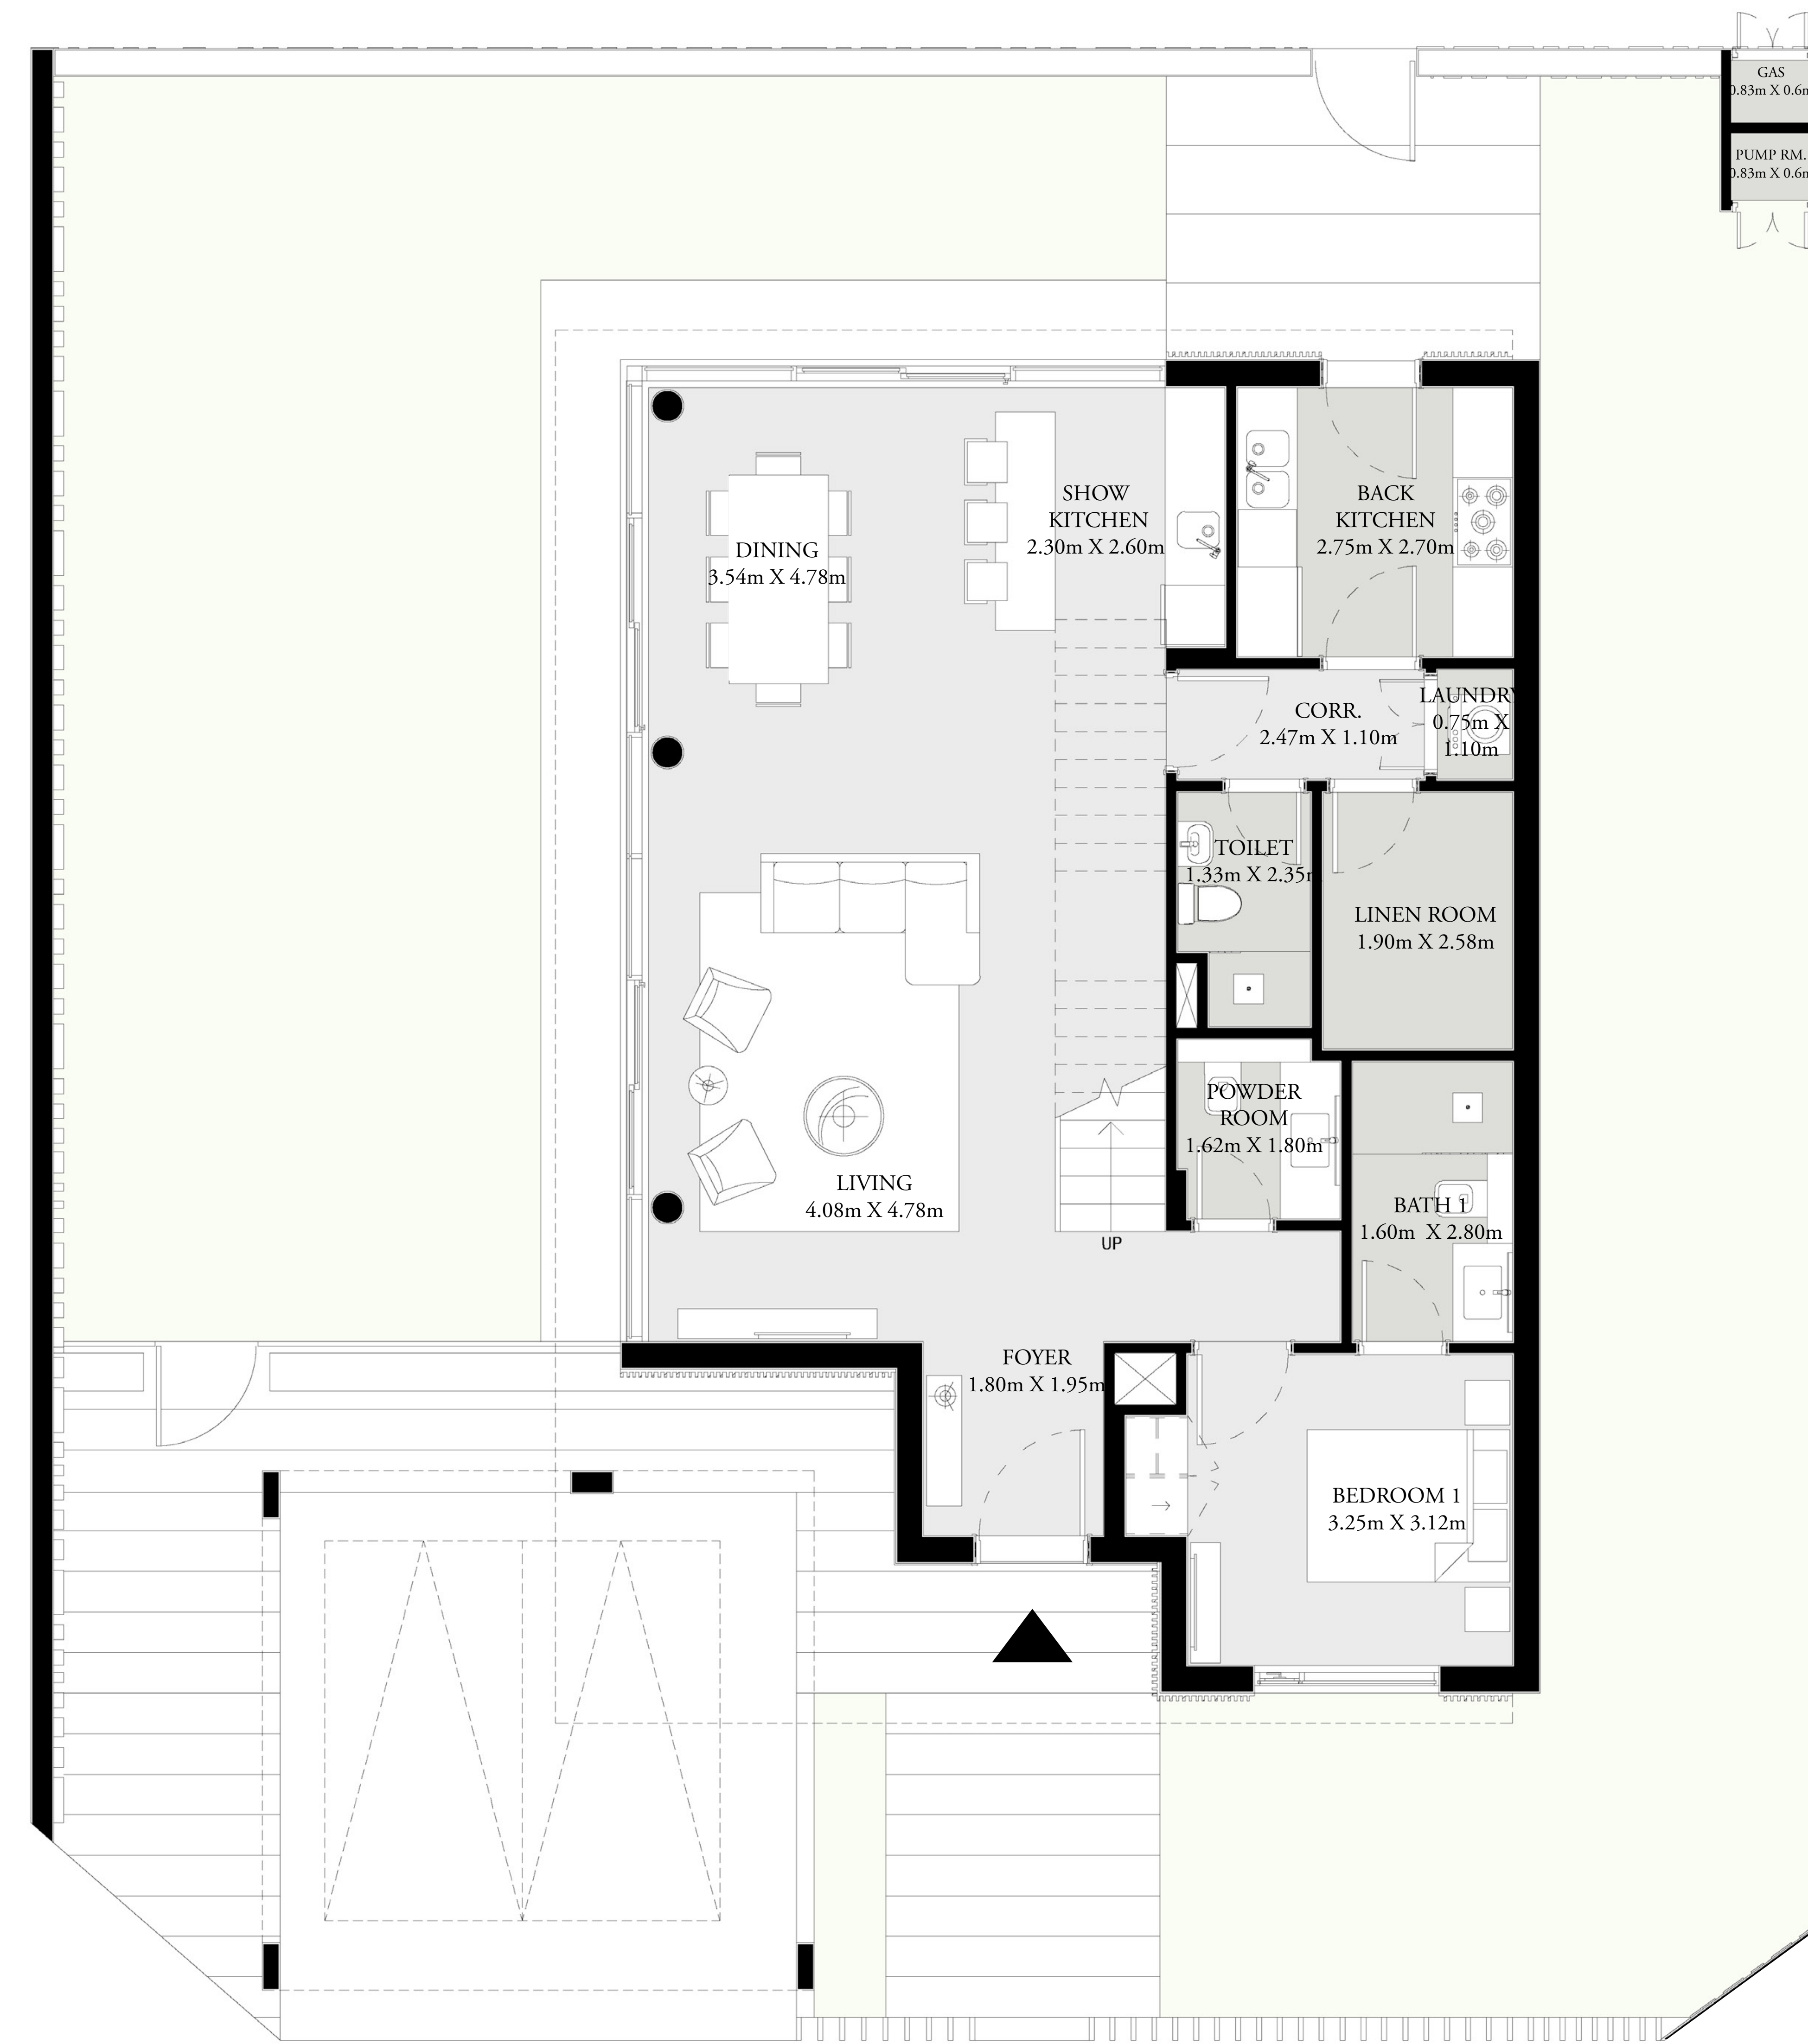 GAS
0.83m X 0.6m
PUMP RM.
0.83m X 0.6m
SHOW
KITCHEN
2.30m X 2.60m
BACK
KITCHEN
2.75m X 2.70m
DINING
3.54m X 4.78m
LAUNDRY
0.75m X
1.10m
CORR.
2.47m X 1.10m
TOILET
1.33m X 2.35m
LINEN ROOM
1.90m X 2.58m
POWDER
ROOM
1.62m X 1.80m
LIVING
4.08m X 4.78m
BATH 1
1.60m X 2.80m
UP
FOYER
1.80m X 1.95m
BEDROOM 1
3.25m X 3.12m